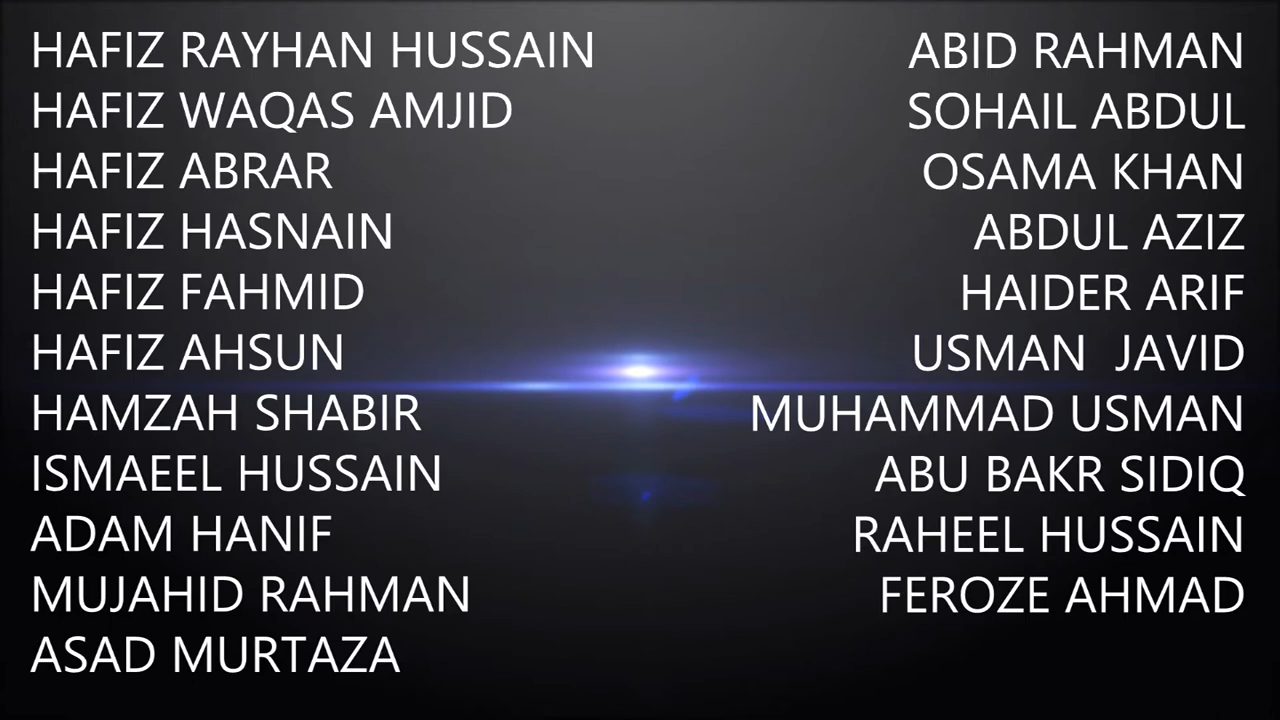 HAFIZ RAYHAN HUSSAIN
HAFIZ WAQAS AMJID
HAFIZ ABRAR
HAFIZ HASNAIN
HAFIZ FAHMID
HAFIZ AHSUN
HAMZAH SHABIR
ISMAEEL HUSSAIN
ADAM HANIF
MUJAHID RAHMAN
ASAD MURTAZA
ABID RAHMAN
SOHAIL ABDUL
OSAMA KHAN
ABDUL AZIZ
HAIDER ARIF
USMAN  JAVID
MUHAMMAD USMAN
ABU BAKR SIDIQ
RAHEEL HUSSAIN
FEROZE AHMAD